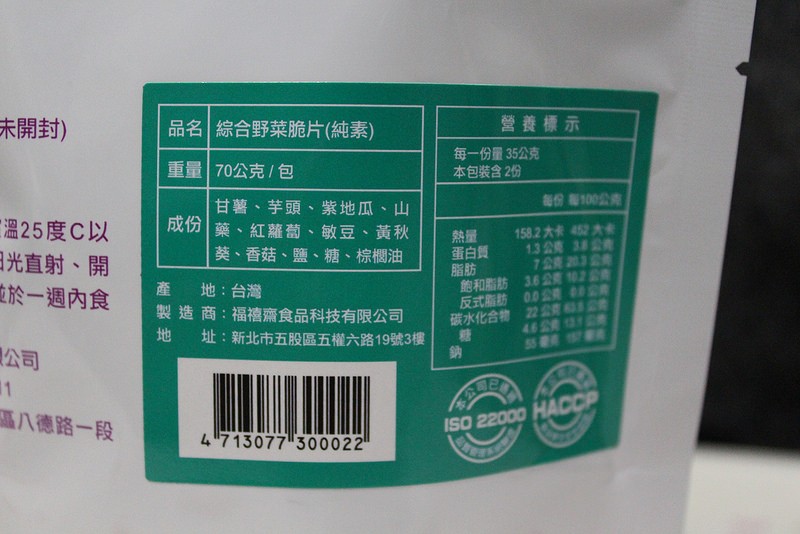 未開封)
溫25度C以
日光直射、開
並於一週內食
公司
11
區八德路一段
品名 綜合野菜脆片(純素)
重量 70公克 / 包
成份 甘薯、芋頭、紫地瓜、山
藥、紅蘿蔔、敏豆、黃秋
葵、香菇、鹽、糖、棕櫚油
產 地：台灣
製造商：福禧齋食品科技有限公司
地 址：新北市五股區五權六路19號3樓
4 713077 300022
營養標示
每一份量 35公克
本包裝含 2份
每份 每100公克
熱量 158.2 大卡 452 大卡
蛋白質 1.3 公克 3.8 公克
脂肪 7 公克 20.3 公克
飽和脂肪 3.6 公克 10.2 公克
反式脂肪 0.0 公克 0.0 公克
碳水化合物 22 公克 63.5 公克
糖 4.6 公克 13.1 公克
鈉 55 毫克 157 毫克
本公司已通過
ISO 22000
HACCP